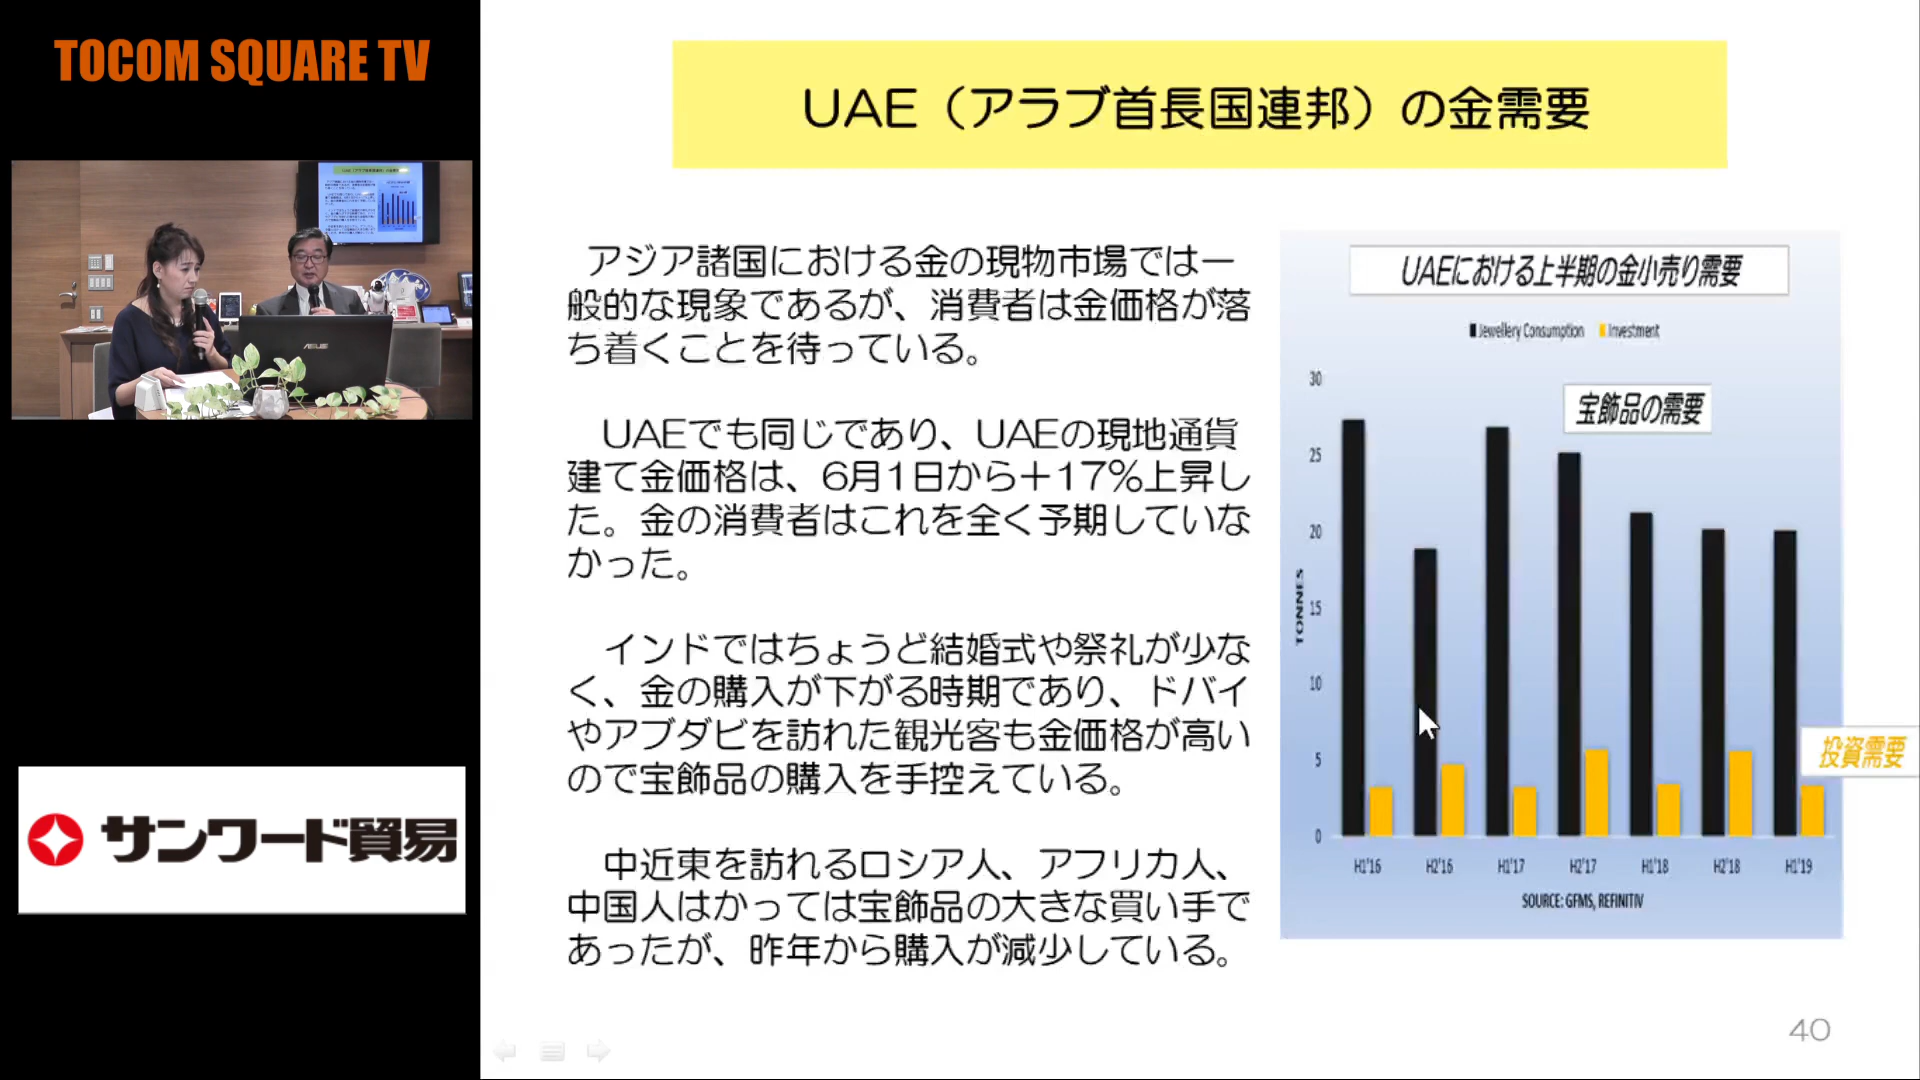 TOCOM SQUARE TV
サンワード貿易
UAE（アラブ首長国連邦）の金需要
アジア諸国における金の現物市場では一
般的な現象であるが、消費者は金価格が落
ち着くことを待っている。
UAEでも同じであり、UAEの現地通貨
建て金価格は、6月1日から＋17％上昇し
た。金の消費者はこれを全く予期していな
かった。
インドではちょうど結婚式や祭礼が少な
く、金の購入が下がる時期であり、ドバイ
やアブダビを訪れた観光客も金価格が高い
ので宝飾品の購入を手控えている。
中近東を訪れるロシア人、アフリカ人、
中国人はかっては宝飾品の大きな買い手で
あったが、昨年から購入が減少している。
UAEにおける上半期の金小売り需要
Jewellery Consumption Investment
宝飾品の需要
30
25
20
15
10
5
0
TONNES
投資需要
H1'16 H2'16 H1'17 H2'17 H1'18 H2'18 H1'19
SOURCE: GFMS, REFINITIV
40
ASUS